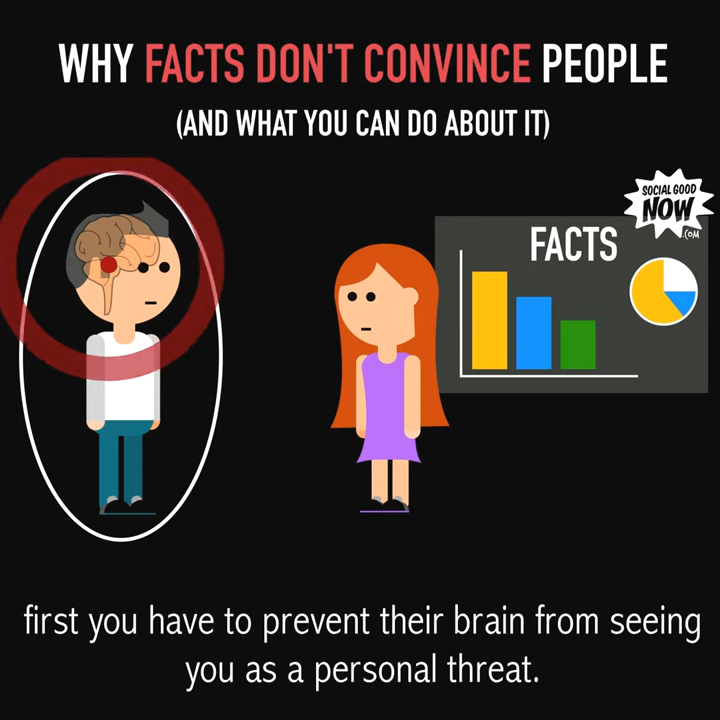 WHY FACTS DON'T CONVINCE PEOPLE
(AND WHAT YOU CAN DO ABOUT IT)
SOCIAL GOOD
NOW
.COM
FACTS
first you have to prevent their brain from seeing
you as a personal threat.